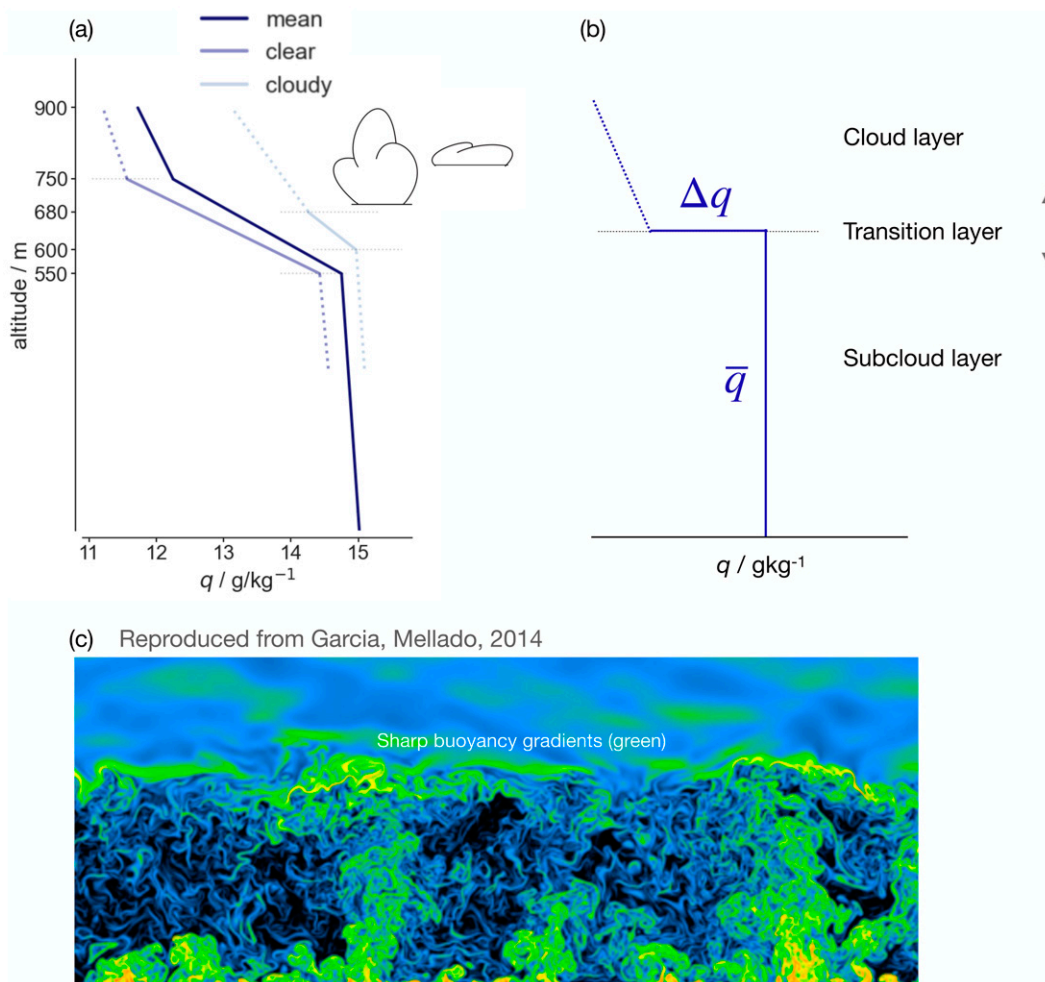 (a)
mean
clear
cloudy
900
750
680
600
550
altitude / m
11 12 13 14 15
q / g/kg⁻¹
(b)
Cloud layer
Δq
Transition layer
q̅
Subcloud layer
q / gkg⁻¹
(c) Reproduced from Garcia, Mellado, 2014
Sharp buoyancy gradients (green)